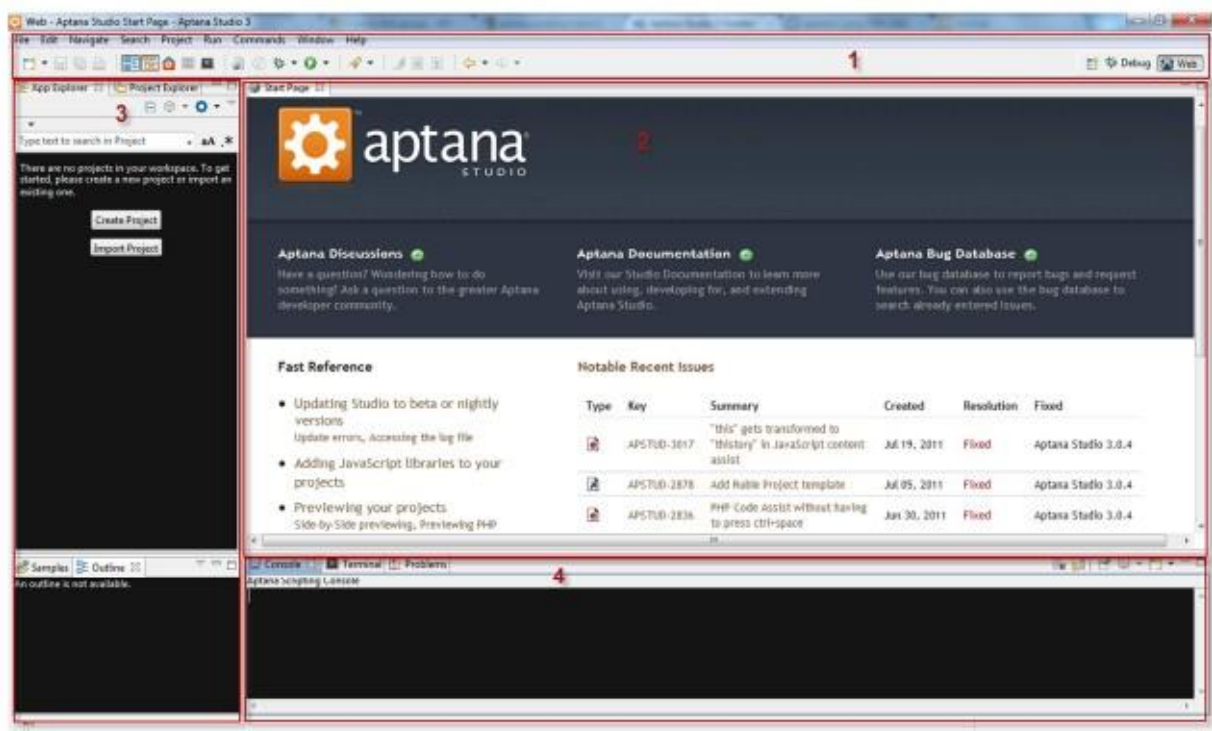 Web - Aptana Studio Start Page - Aptana Studio 3
File Edit Navigate Search Project Run Commands Window Help
1
Debug Web
App Explorer Project Explorer
3
Type text to search in Project
aA .*
There are no projects in your workspace. To get
started, please create a new project or import an
existing one.
Create Project
Import Project
Samples Outline
An outline is not available.
Start Page
aptana
STUDIO
2
Aptana Discussions
Have a question? Wondering how to do
something? Ask a question to the greater Aptana
developer community.
Aptana Documentation
Visit our Studio Documentation to learn more
about using, developing for, and extending
Aptana Studio.
Aptana Bug Database
Use our bug database to report bugs and request
features. You can also use the bug database to
search already entered issues.
Fast Reference
Updating Studio to beta or nightly
versions
Update errors, Accessing the log file
Adding JavaScript libraries to your
projects
Previewing your projects
Side-by-Side previewing, Previewing PHP
Notable Recent Issues
Type Key Summary Created Resolution Fixed
APSTUD-3017 "this" gets transformed to "thistory" in JavaScript content assist Jul 19, 2011 Fixed Aptana Studio 3.0.4
APSTUD-2878 Add Ruble Project template Jul 05, 2011 Fixed Aptana Studio 3.0.4
APSTUD-2836 PHP Code Assist without having to press ctrl+space Jun 30, 2011 Fixed Aptana Studio 3.0.4
Console Terminal Problems
4
Aptana Scripting Console